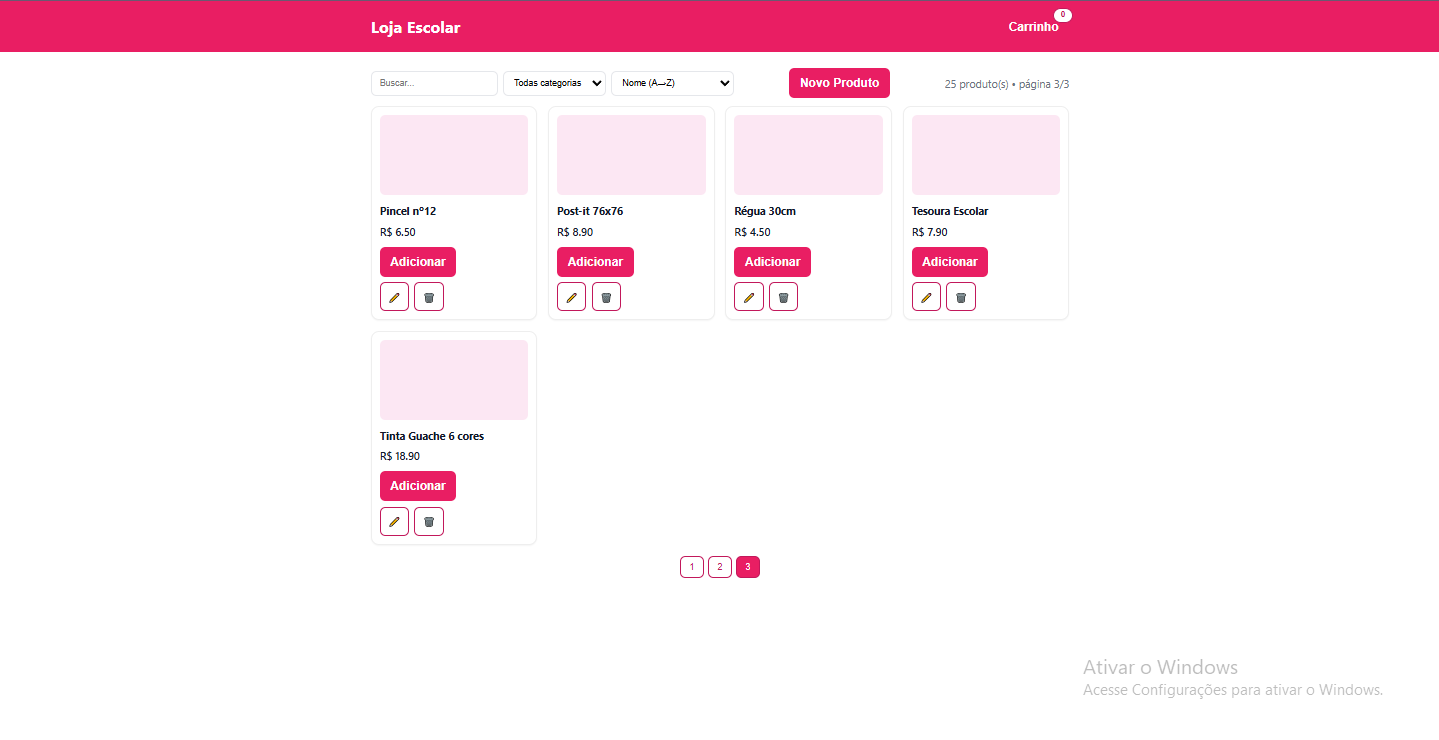 Loja Escolar
Carrinho 0
Buscar...
Todas categorias
Nome (A→Z)
Novo Produto
25 produto(s) • página 3/3
Pincel nº12
R$ 6.50
Adicionar
Post-it 76x76
R$ 8.90
Adicionar
Régua 30cm
R$ 4.50
Adicionar
Tesoura Escolar
R$ 7.90
Adicionar
Tinta Guache 6 cores
R$ 18.90
Adicionar
1 2 3
Ativar o Windows
Acesse Configurações para ativar o Windows.